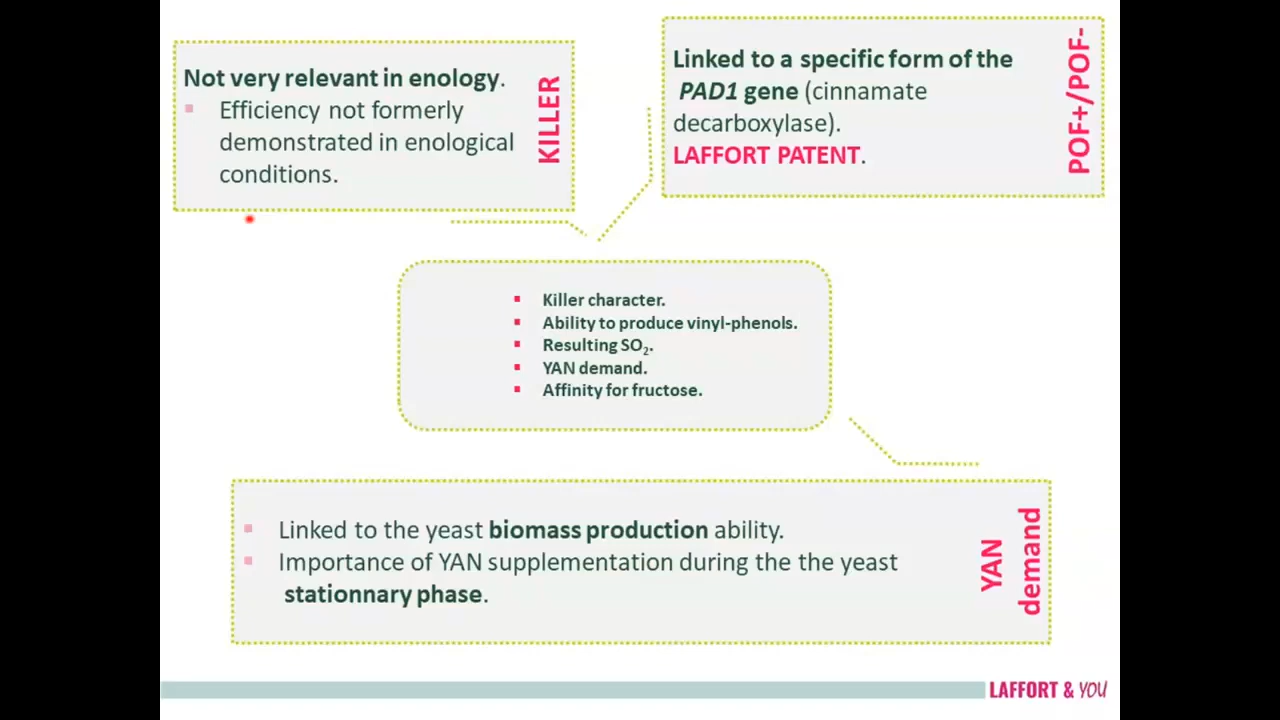 Not very relevant in enology.
Efficiency not formerly
demonstrated in enological
conditions.
KILLER
Linked to a specific form of the
PAD1 gene (cinnamate
decarboxylase).
LAFFORT PATENT.
POF+/POF-
Killer character.
Ability to produce vinyl-phenols.
Resulting SO₂.
YAN demand.
Affinity for fructose.
Linked to the yeast biomass production ability.
Importance of YAN supplementation during the the yeast
stationnary phase.
YAN
demand
LAFFORT & YOU